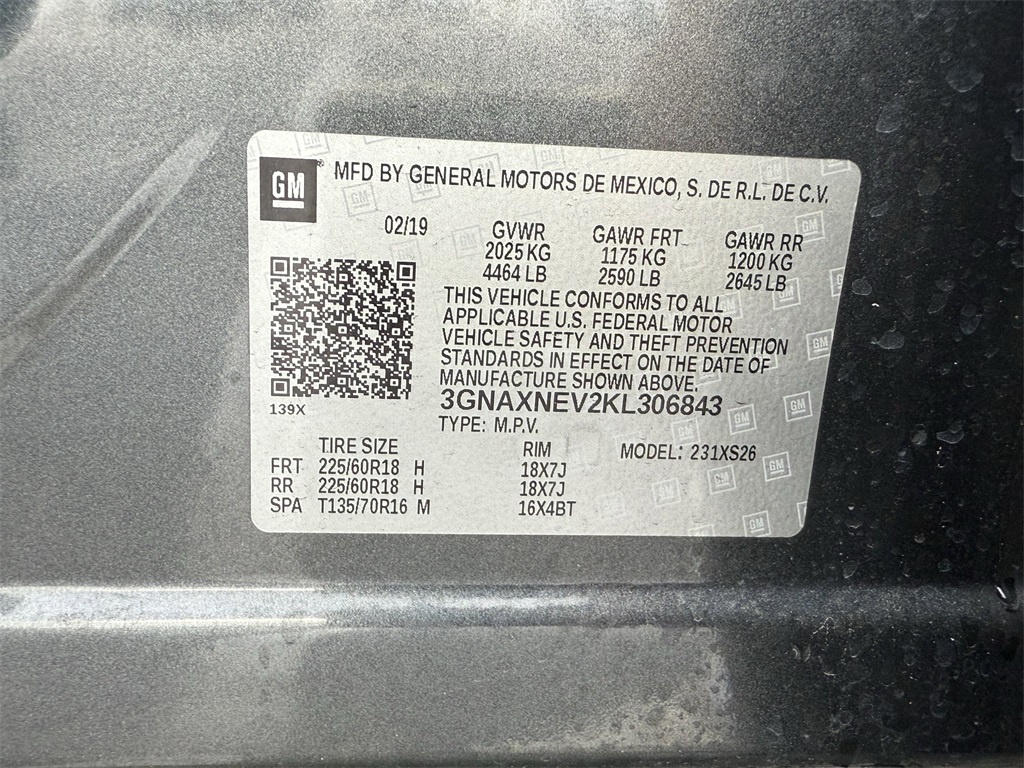 GM® MFD BY GENERAL MOTORS DE MEXICO, S. DE R.L. DE C.V.
02/19 GVWR GAWR FRT GAWR RR
2025 KG 1175 KG 1200 KG
4464 LB 2590 LB 2645 LB
THIS VEHICLE CONFORMS TO ALL
APPLICABLE U.S. FEDERAL MOTOR
VEHICLE SAFETY AND THEFT PREVENTION
STANDARDS IN EFFECT ON THE DATE OF
MANUFACTURE SHOWN ABOVE.
139X 3GNAXNEV2KL306843
TYPE: M.P.V.
TIRE SIZE RIM MODEL: 231XS26
FRT 225/60R18 H 18X7J
RR 225/60R18 H 18X7J
SPA T135/70R16 M 16X4BT